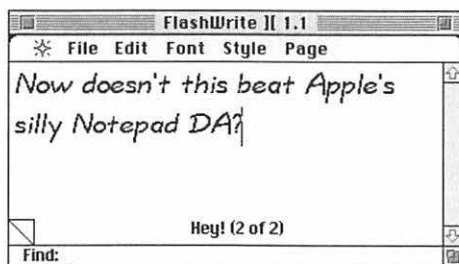 FlashWrite ][ 1.1
File Edit Font Style Page
Now doesn't this beat Apple's
silly Notepad DA?
Hey! (2 of 2)
Find: